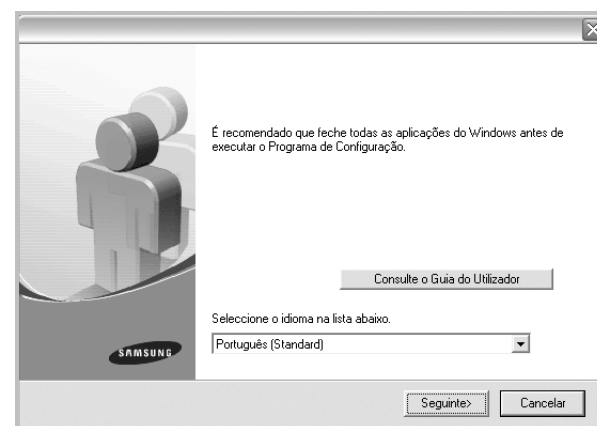 É recomendado que feche todas as aplicações do Windows antes de
executar o Programa de Configuração.
Consulte o Guia do Utilizador
Seleccione o idioma na lista abaixo.
Português (Standard)
SAMSUNG
Seguinte>
Cancelar